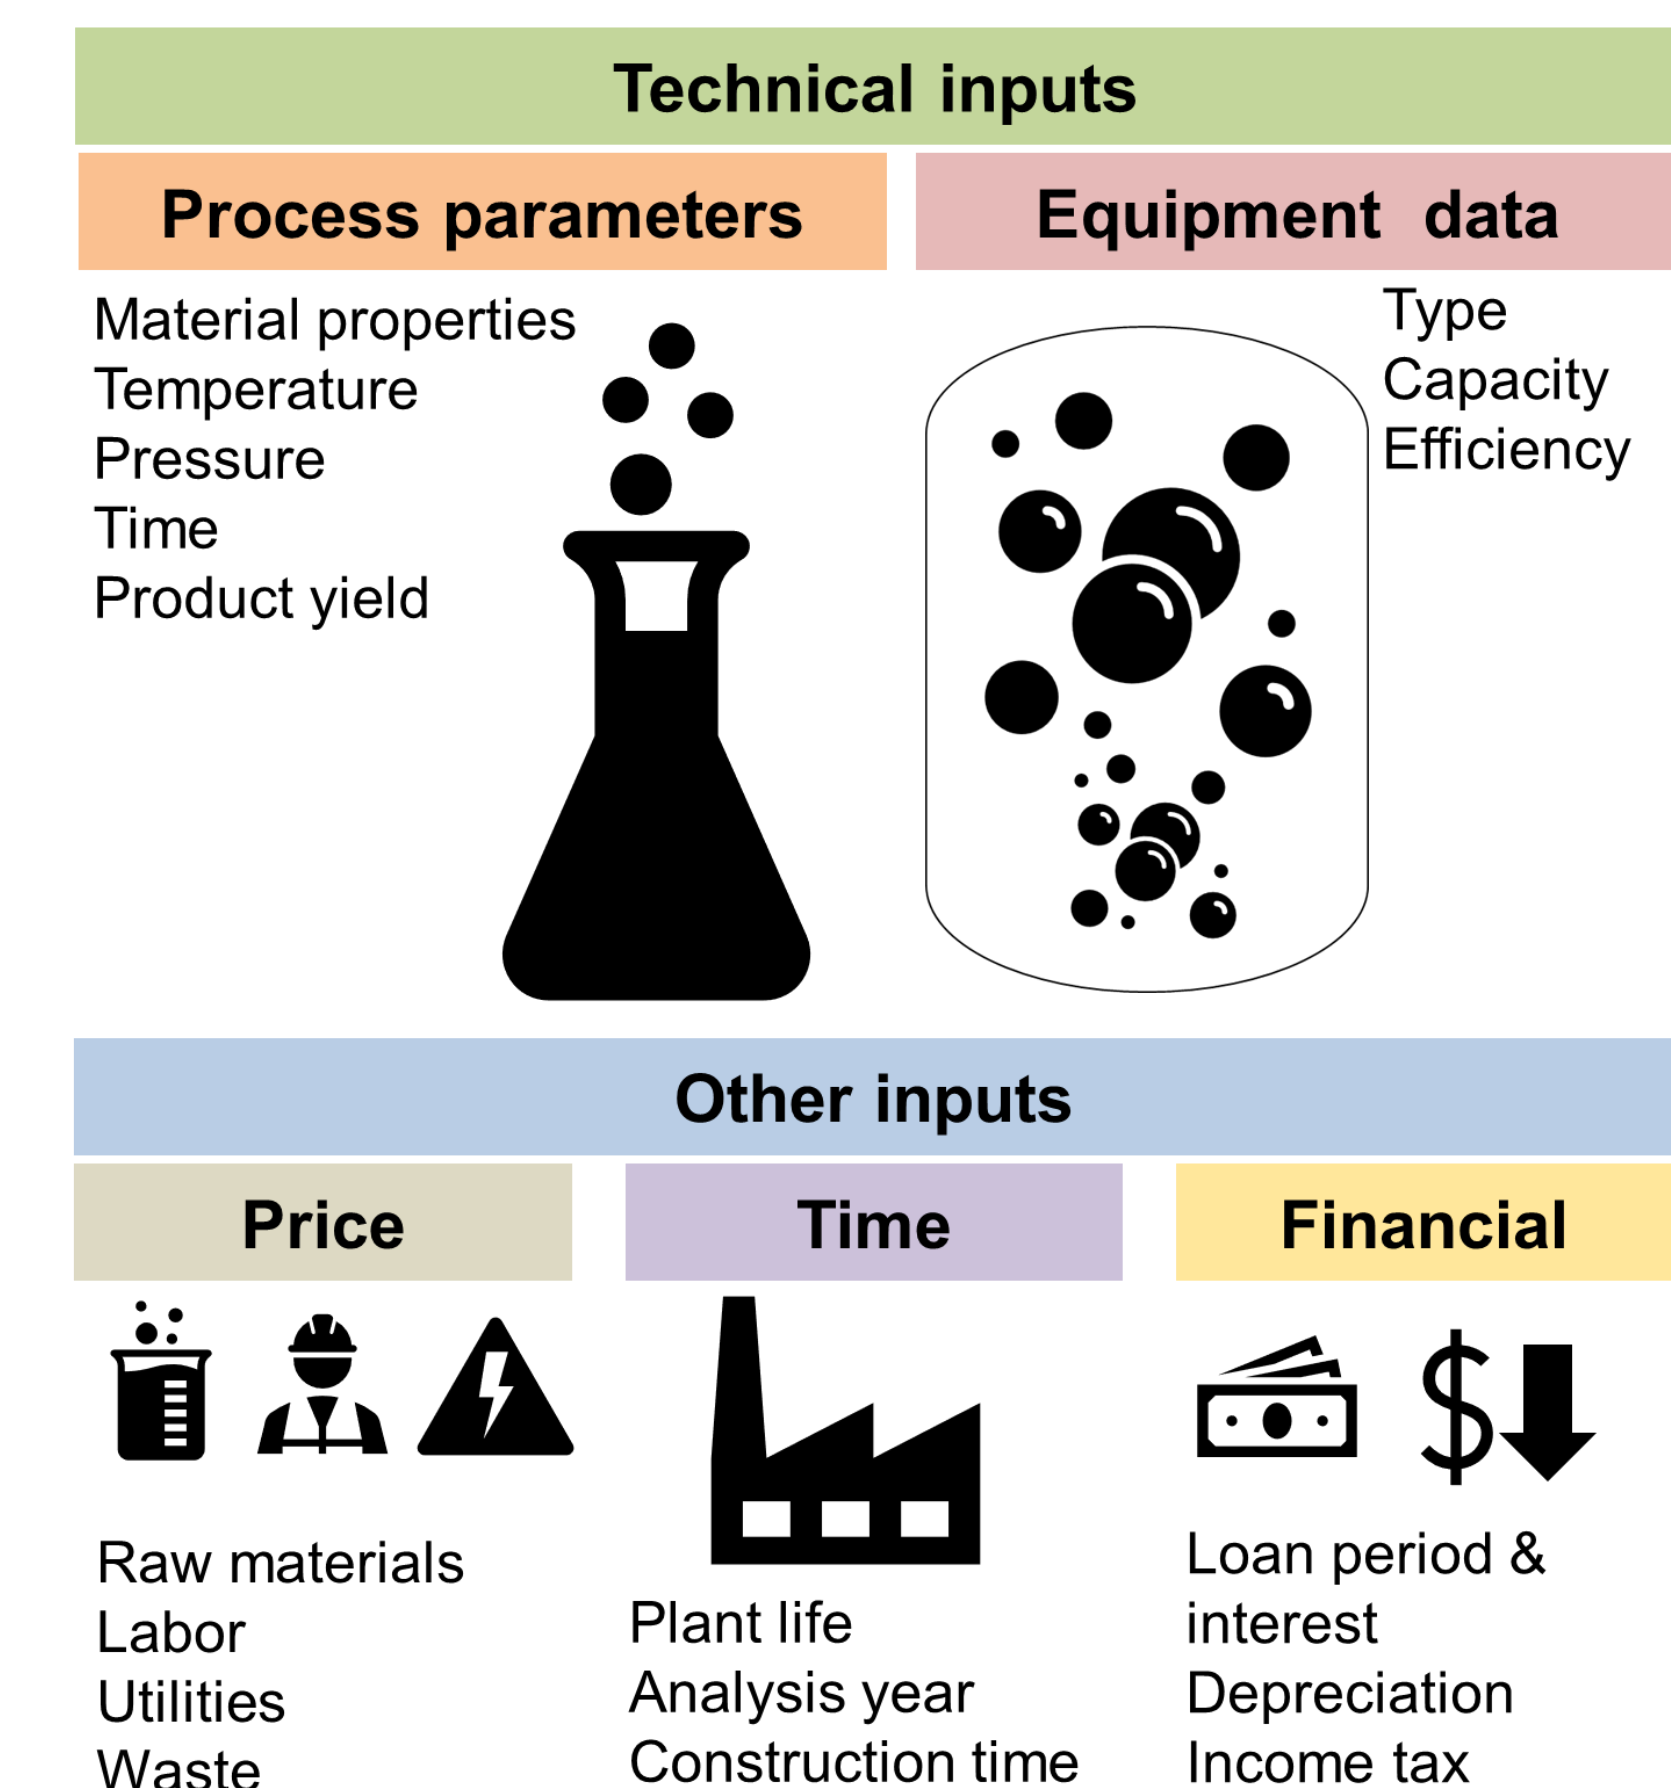 Technical inputs
Process parameters
Equipment data
Material properties
Temperature
Pressure
Time
Product yield
Type
Capacity
Efficiency
Other inputs
Price
Time
Financial
Raw materials
Labor
Utilities
Waste
Plant life
Analysis year
Construction time
Loan period &
interest
Depreciation
Income tax